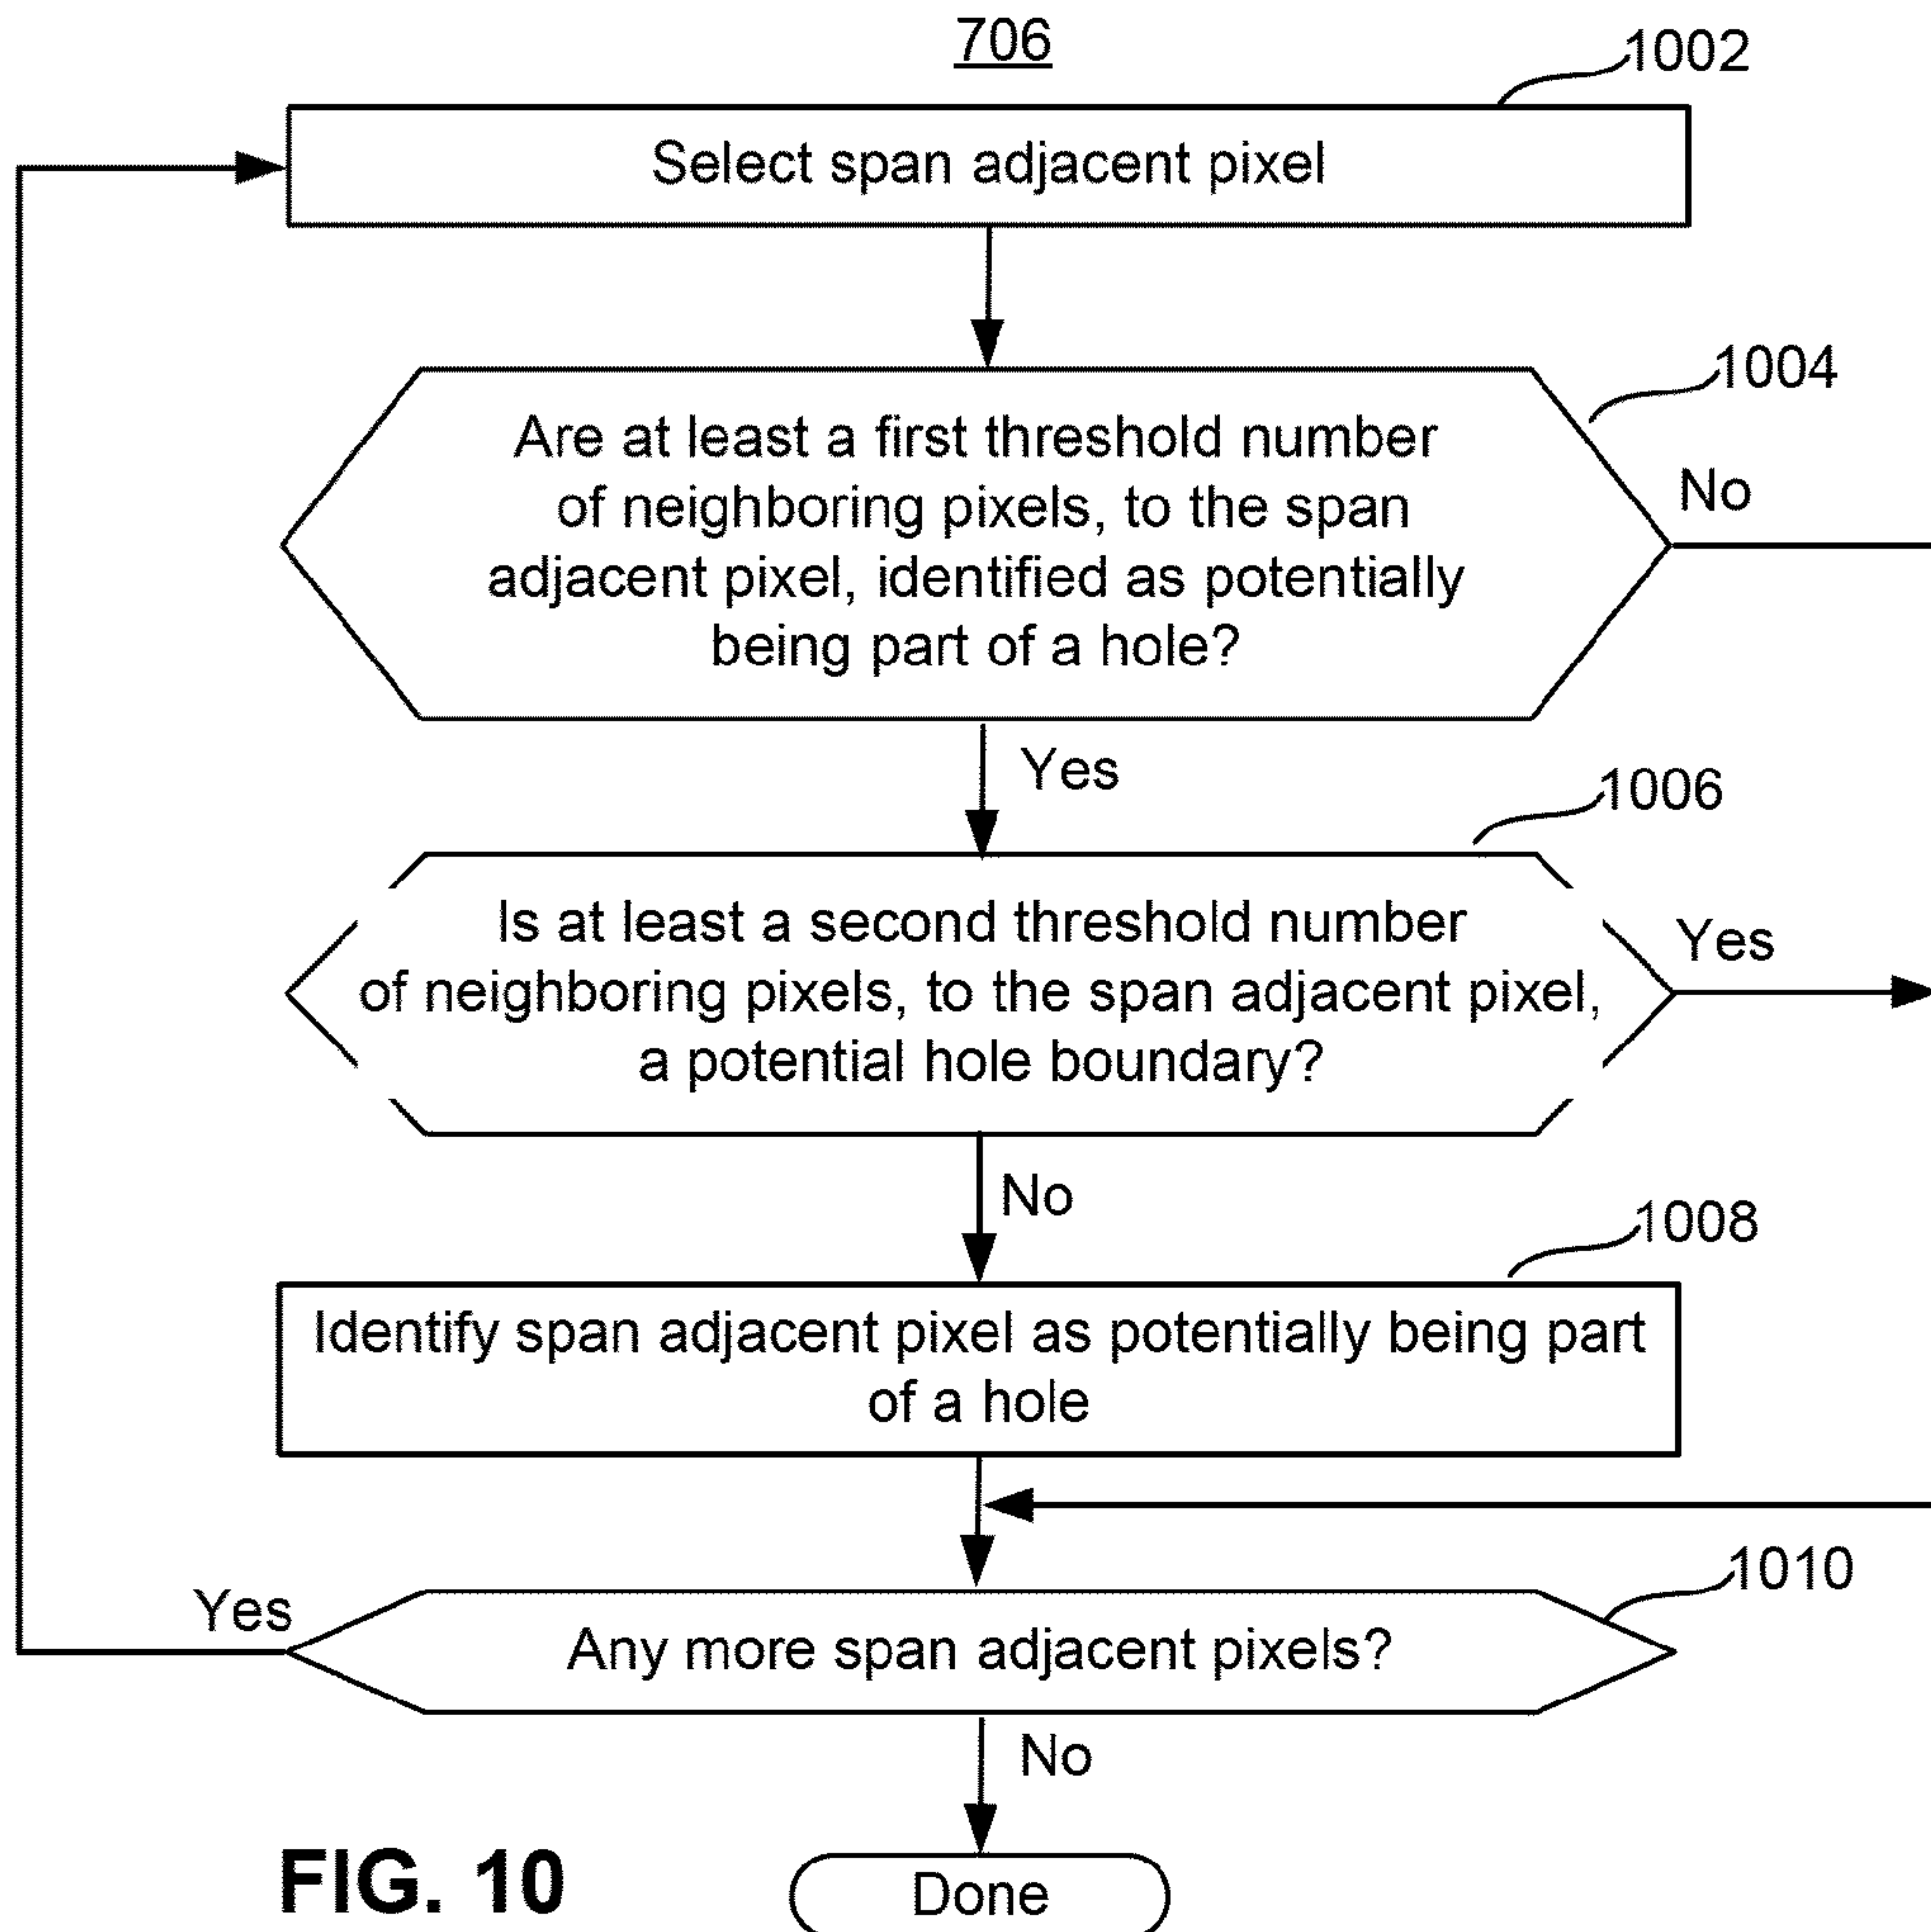 706
1002
Select span adjacent pixel
1004
Are at least a first threshold number
of neighboring pixels, to the span
adjacent pixel, identified as potentially
being part of a hole?
No
Yes
1006
Is at least a second threshold number
of neighboring pixels, to the span adjacent pixel,
a potential hole boundary?
Yes
No
1008
Identify span adjacent pixel as potentially being part
of a hole
1010
Yes
Any more span adjacent pixels?
No
FIG. 10
Done